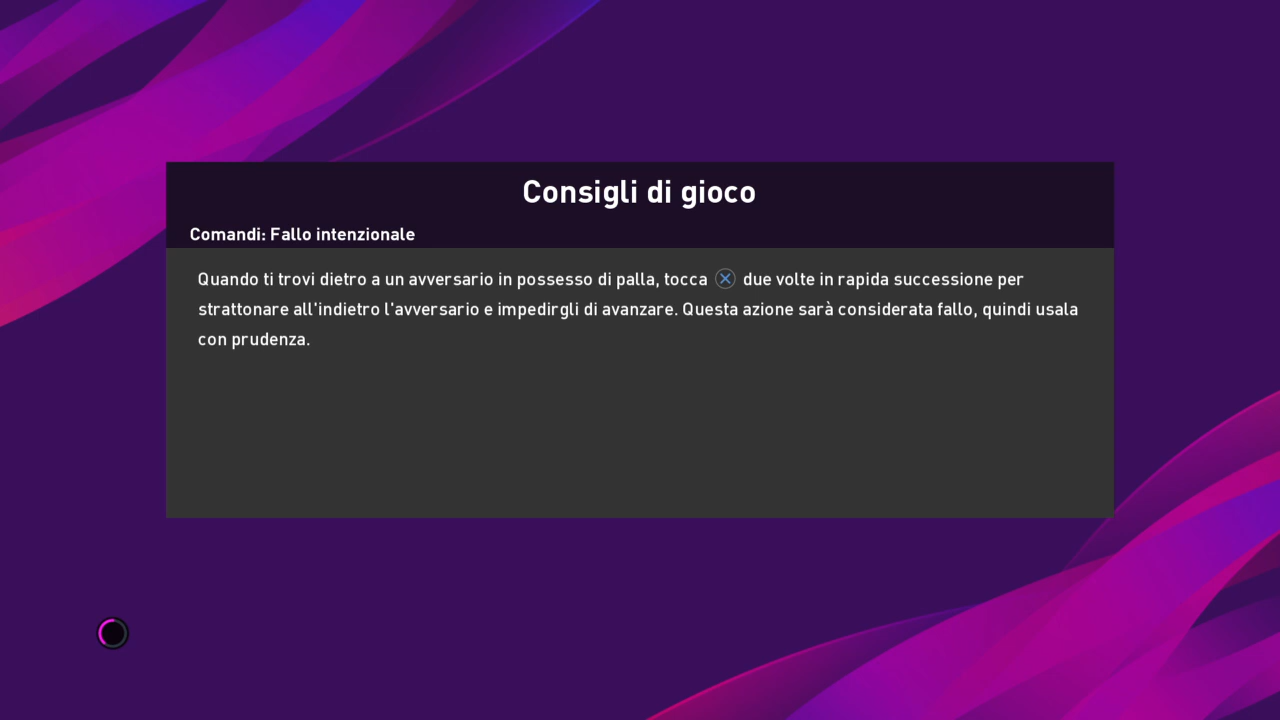 Consigli di gioco
Comandi: Fallo intenzionale
Quando ti trovi dietro a un avversario in possesso di palla, tocca ⓧ due volte in rapida successione per
strattonare all'indietro l'avversario e impedirgli di avanzare. Questa azione sarà considerata fallo, quindi usala
con prudenza.